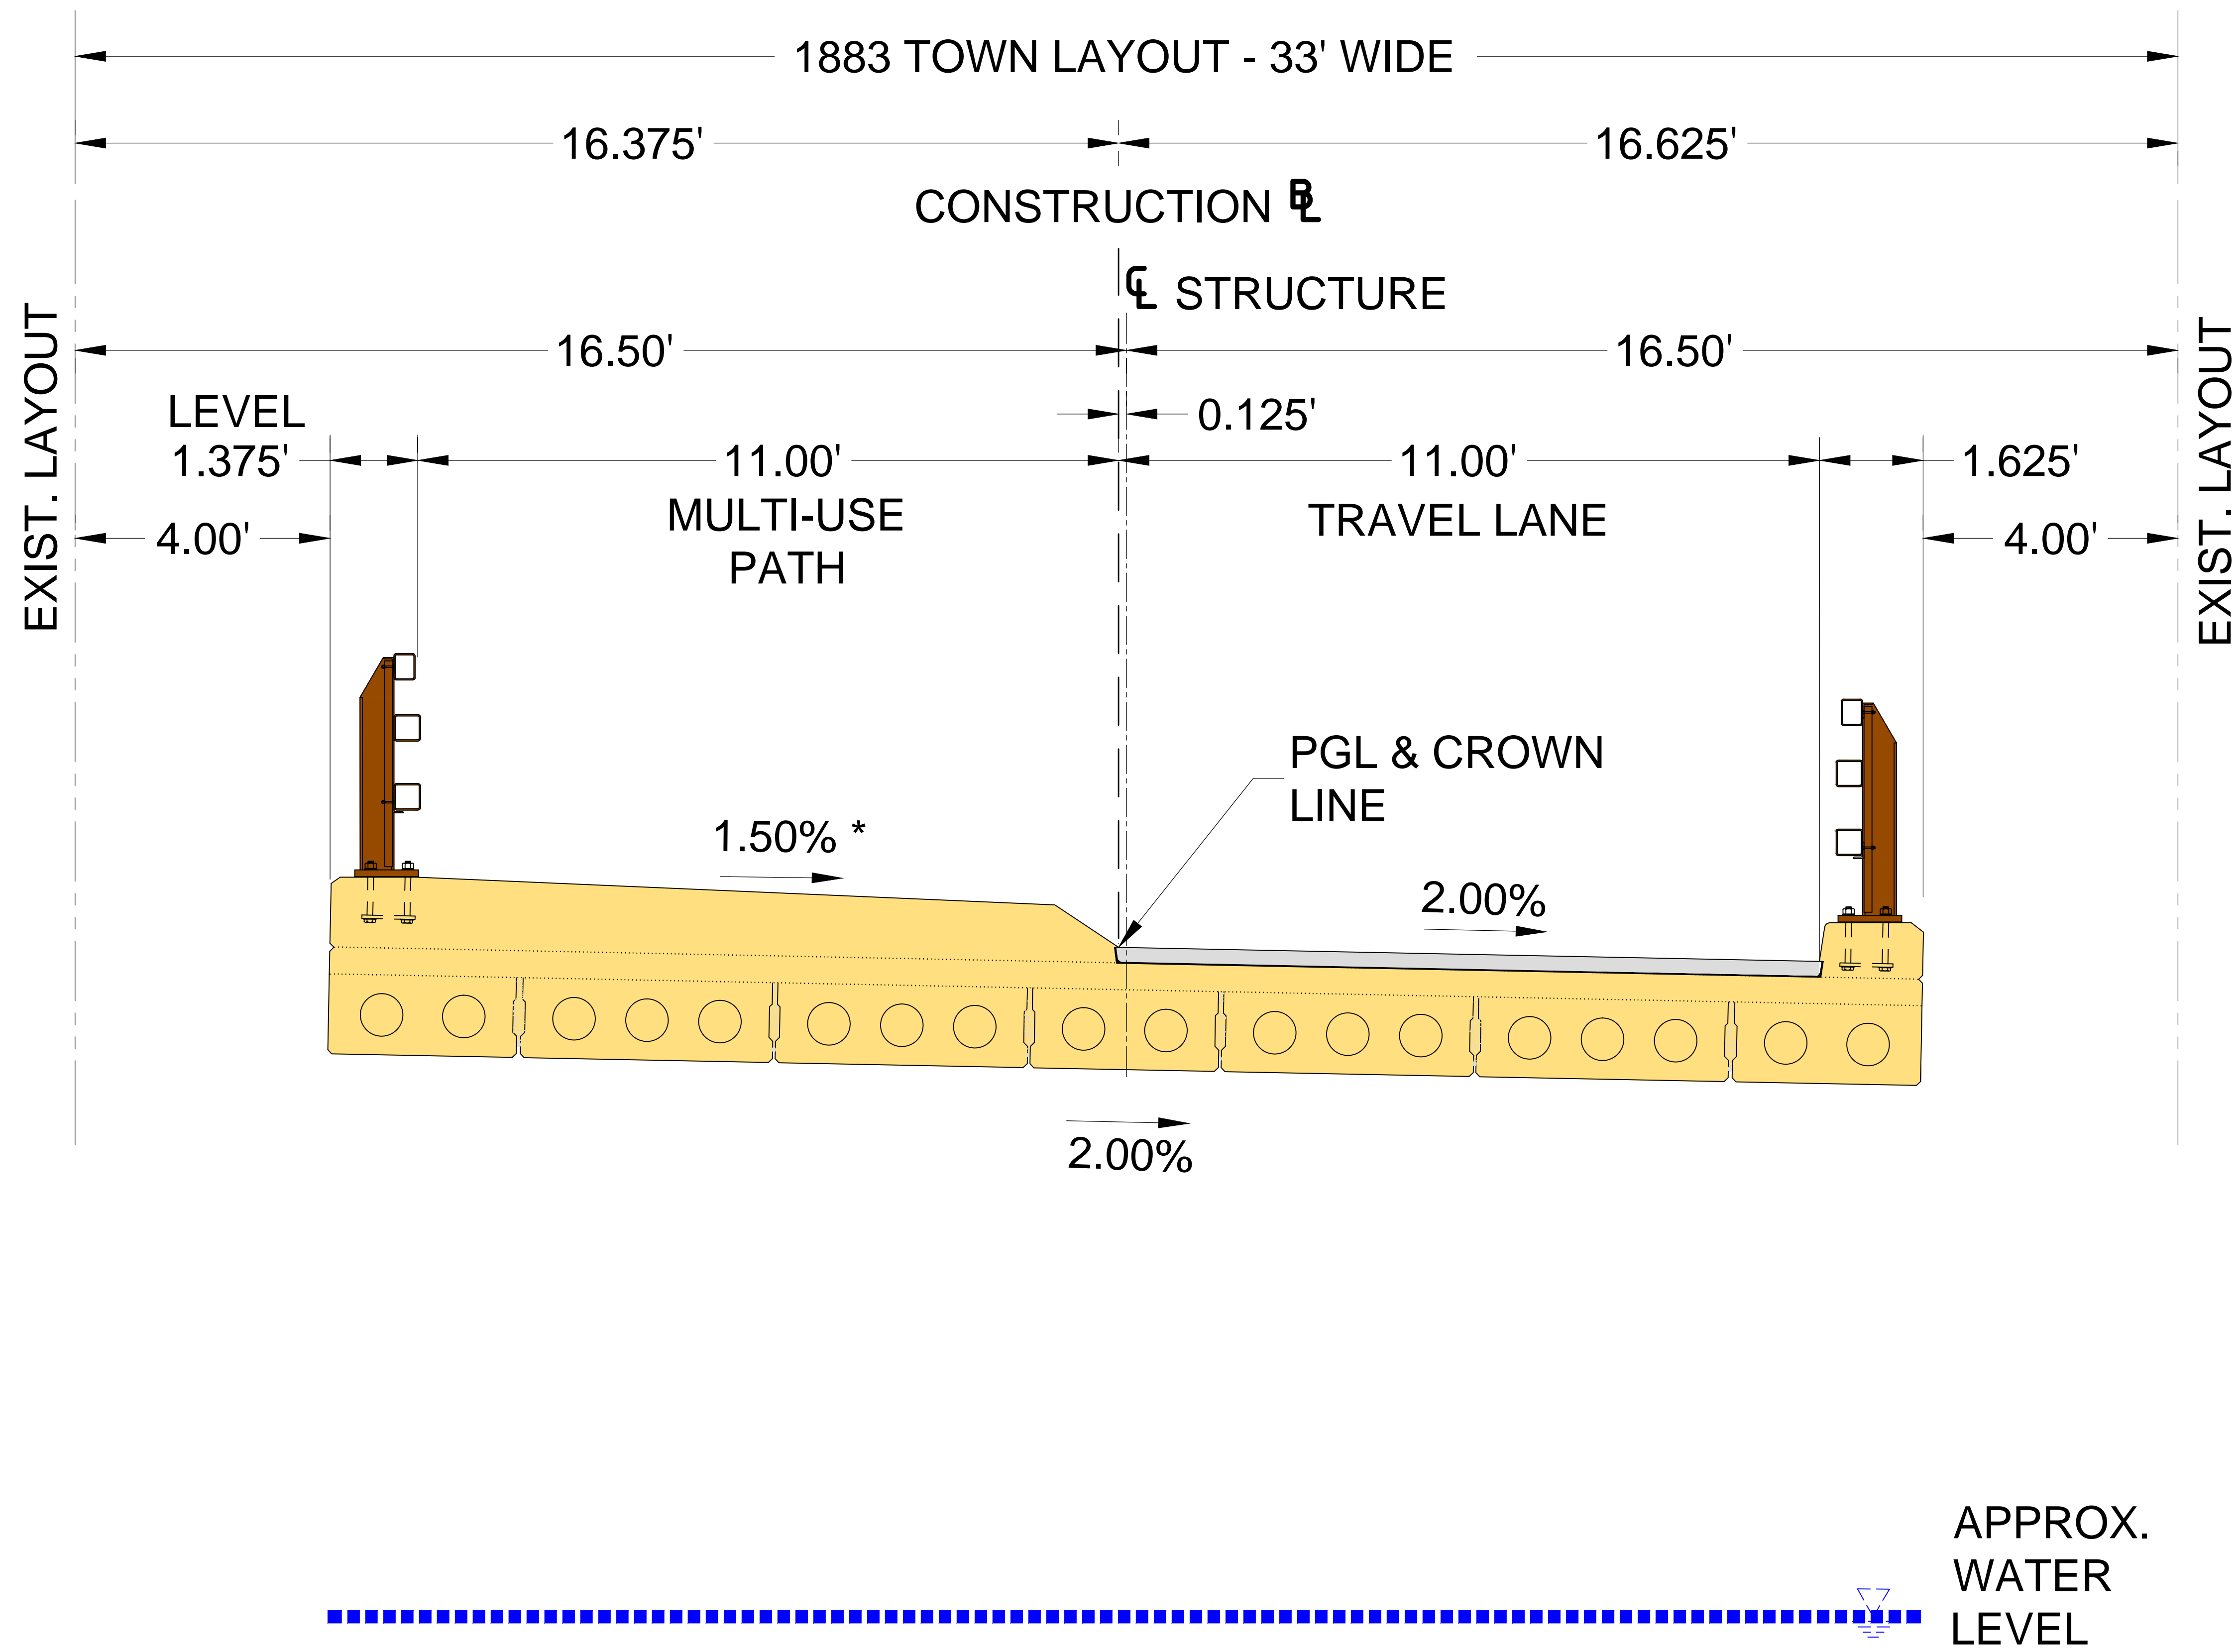 1883 TOWN LAYOUT - 33' WIDE
16.375'
16.625'
CONSTRUCTION BL
CL STRUCTURE
16.50'
16.50'
0.125'
LEVEL
1.375'
11.00'
11.00'
1.625'
MULTI-USE
PATH
TRAVEL LANE
4.00'
4.00'
EXIST. LAYOUT
EXIST. LAYOUT
PGL & CROWN
LINE
1.50% *
2.00%
2.00%
APPROX.
WATER
LEVEL